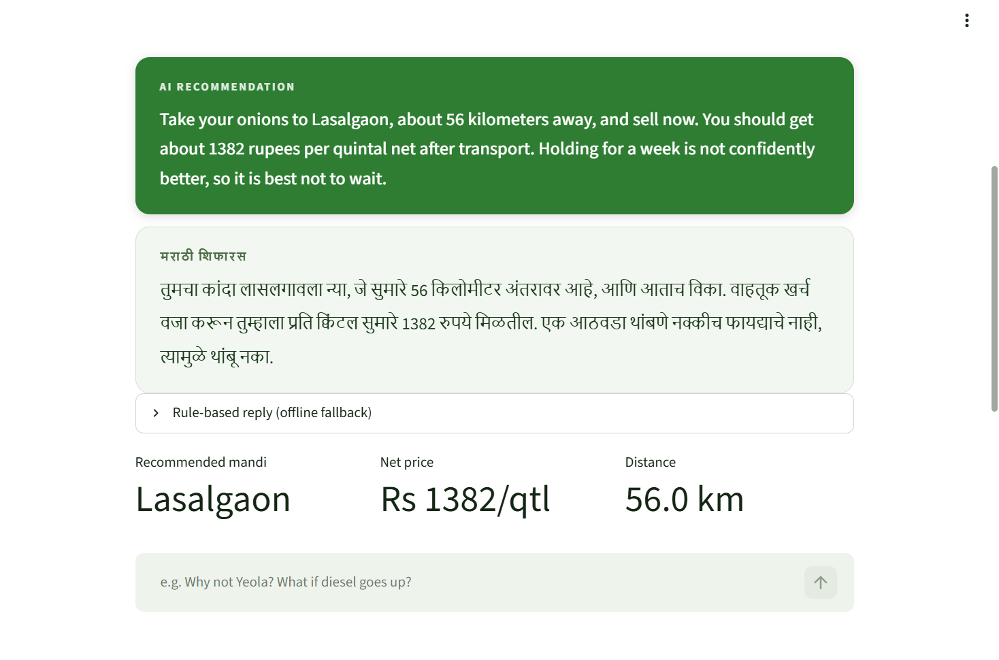 AI RECOMMENDATION
Take your onions to Lasalgaon, about 56 kilometers away, and sell now. You should get
about 1382 rupees per quintal net after transport. Holding for a week is not confidently
better, so it is best not to wait.
मराठी शिफारस
तुमचा कांदा लासलगावला न्या, जे सुमारे 56 किलोमीटर अंतरावर आहे, आणि आताच विका. वाहतूक खर्च
वजा करून तुम्हाला प्रति क्विंटल सुमारे 1382 रुपये मिळतील. एक आठवडा थांबणे नक्कीच फायद्याचे नाही,
त्यामुळे थांबू नका.
Rule-based reply (offline fallback)
Recommended mandi Net price Distance
Lasalgaon Rs 1382/qtl 56.0 km
e.g. Why not Yeola? What if diesel goes up?